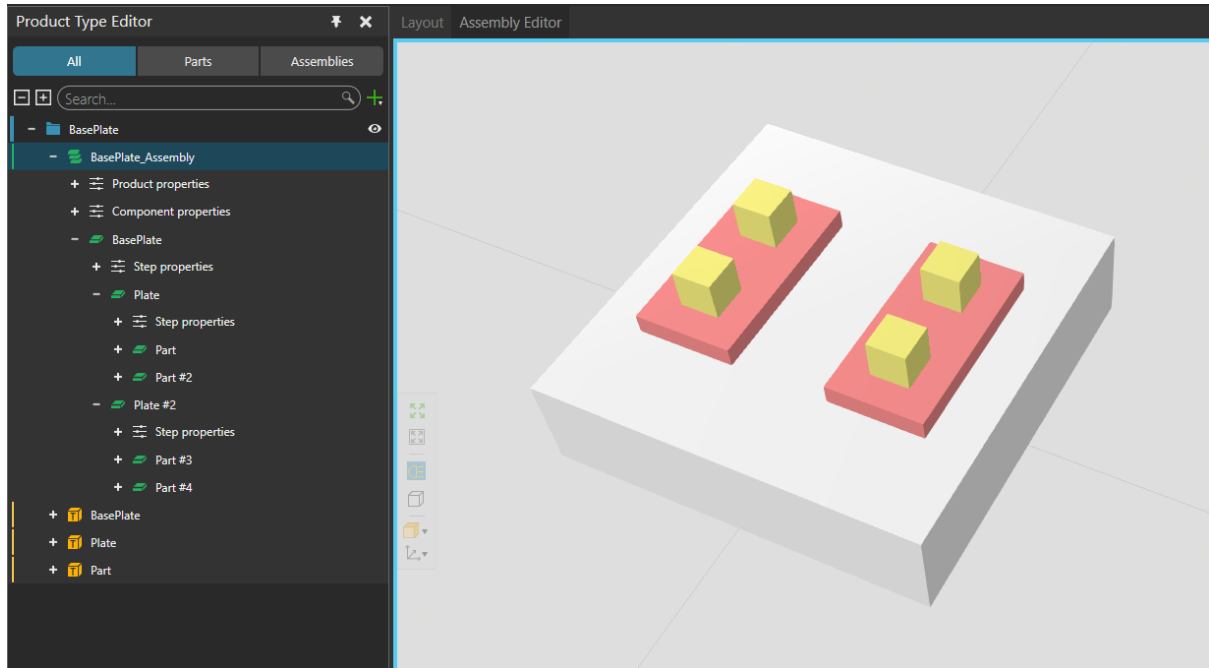 Product Type Editor
Layout
Assembly Editor
All
Parts
Assemblies
Search...
BasePlate
BasePlate_Assembly
Product properties
Component properties
BasePlate
Step properties
Plate
Step properties
Part
Part #2
Plate #2
Step properties
Part #3
Part #4
BasePlate
Plate
Part